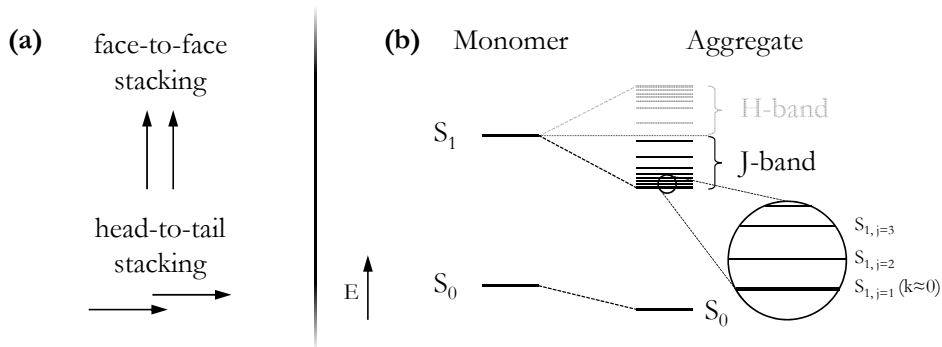 (a)
face-to-face
stacking
head-to-tail
stacking
(b)
Monomer
Aggregate
S₁
H-band
J-band
E
S₀
S₀
S₁, j=3
S₁, j=2
S₁, j=1 (k≈0)